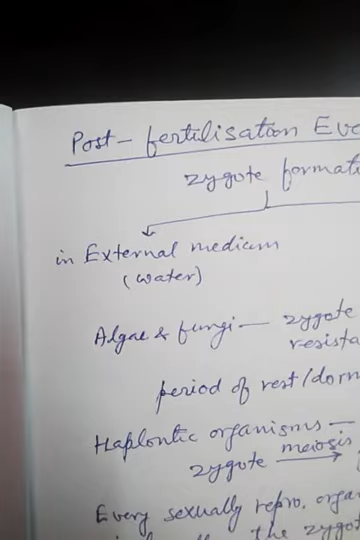 Post - fertilisation Eve
zygote formati
in External medium
(water)
Algae & fungi — zygote
resista
period of rest/dorm
Haplontic organisms —
zygote meiosis →
Every sexually repro. orga
the zygot